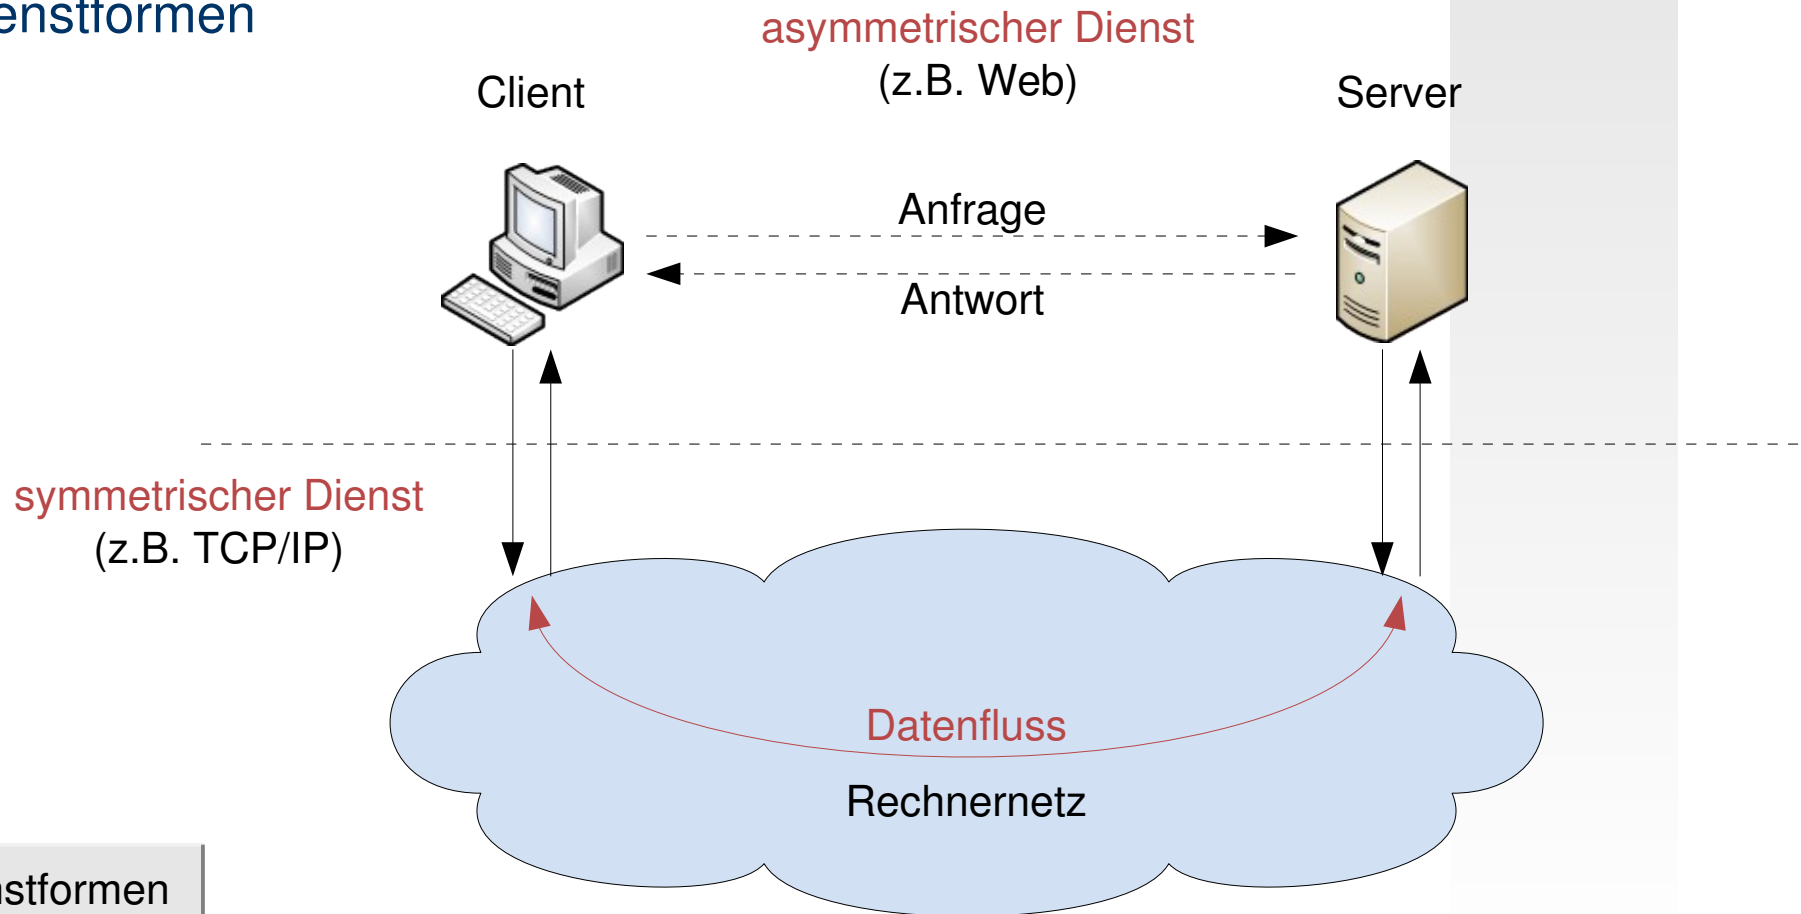 enstformen
asymmetrischer Dienst
(z.B. Web)
Client
Server
Anfrage
Antwort
symmetrischer Dienst
(z.B. TCP/IP)
Datenfluss
Rechnernetz
stformen